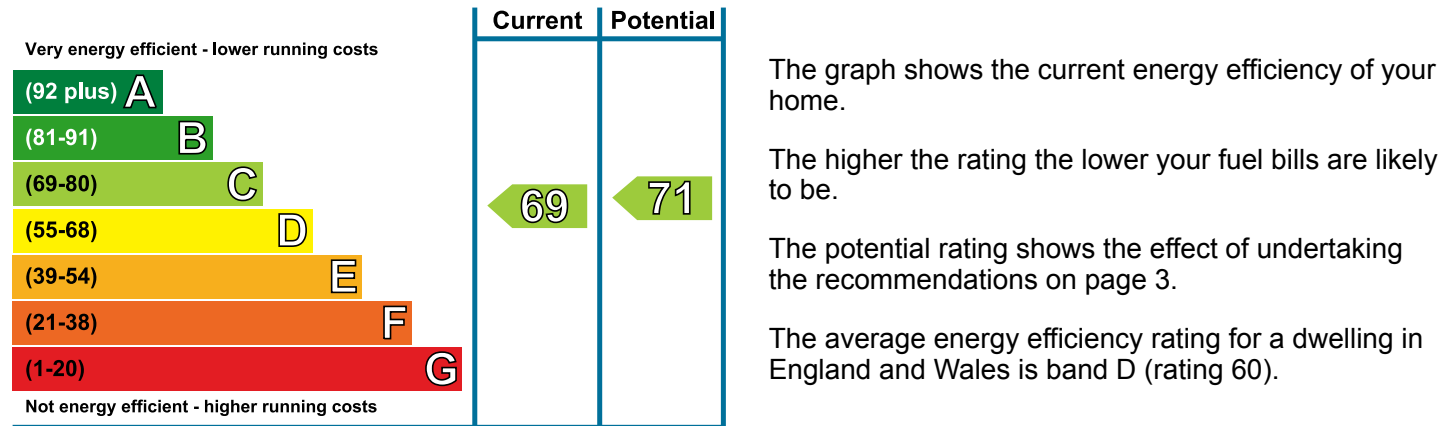 Current Potential
Very energy efficient - lower running costs
(92 plus) A
(81-91) B
(69-80) C
(55-68) D
(39-54) E
(21-38) F
(1-20) G
Not energy efficient - higher running costs
69
71
The graph shows the current energy efficiency of your
home.
The higher the rating the lower your fuel bills are likely
to be.
The potential rating shows the effect of undertaking
the recommendations on page 3.
The average energy efficiency rating for a dwelling in
England and Wales is band D (rating 60).